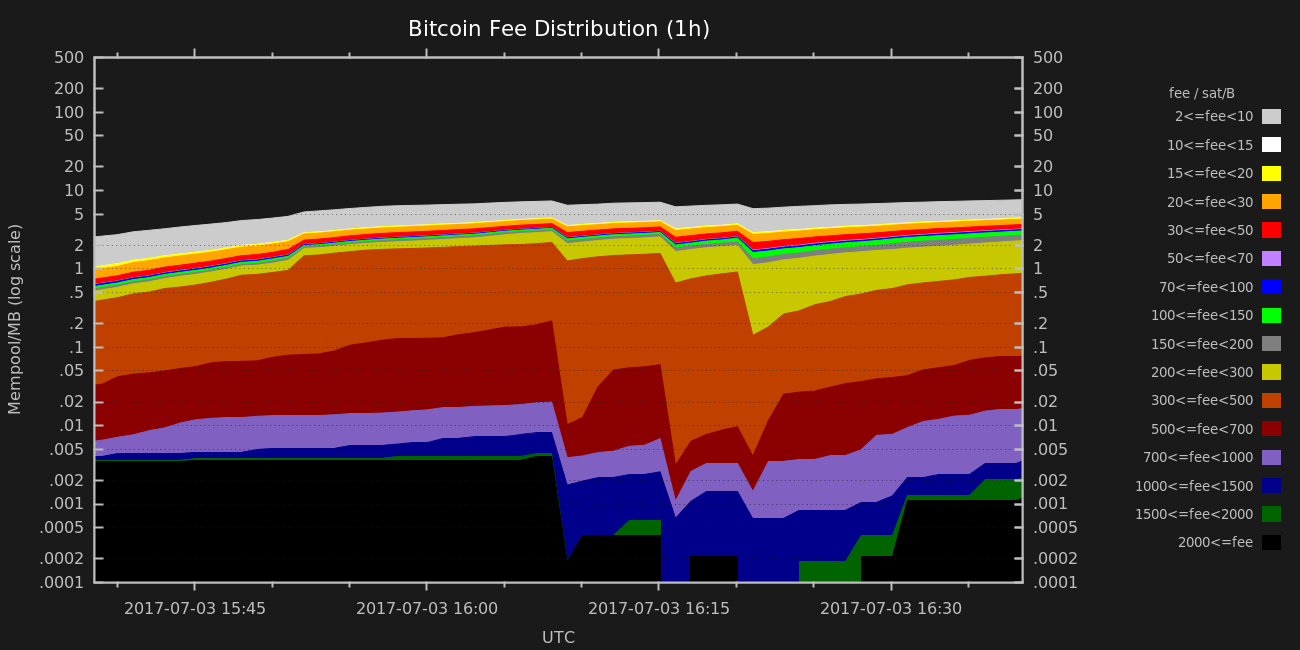 Bitcoin Fee Distribution (1h)
Mempool/MB (log scale)
500
200
100
50
20
10
5
2
1
.5
.2
.1
.05
.02
.01
.005
.002
.001
.0005
.0002
.0001
500
200
100
50
20
10
5
2
1
.5
.2
.1
.05
.02
.01
.005
.002
.001
.0005
.0002
.0001
2017-07-03 15:45
2017-07-03 16:00
2017-07-03 16:15
2017-07-03 16:30
UTC
fee / sat/B
2<=fee<10
10<=fee<15
15<=fee<20
20<=fee<30
30<=fee<50
50<=fee<70
70<=fee<100
100<=fee<150
150<=fee<200
200<=fee<300
300<=fee<500
500<=fee<700
700<=fee<1000
1000<=fee<1500
1500<=fee<2000
2000<=fee